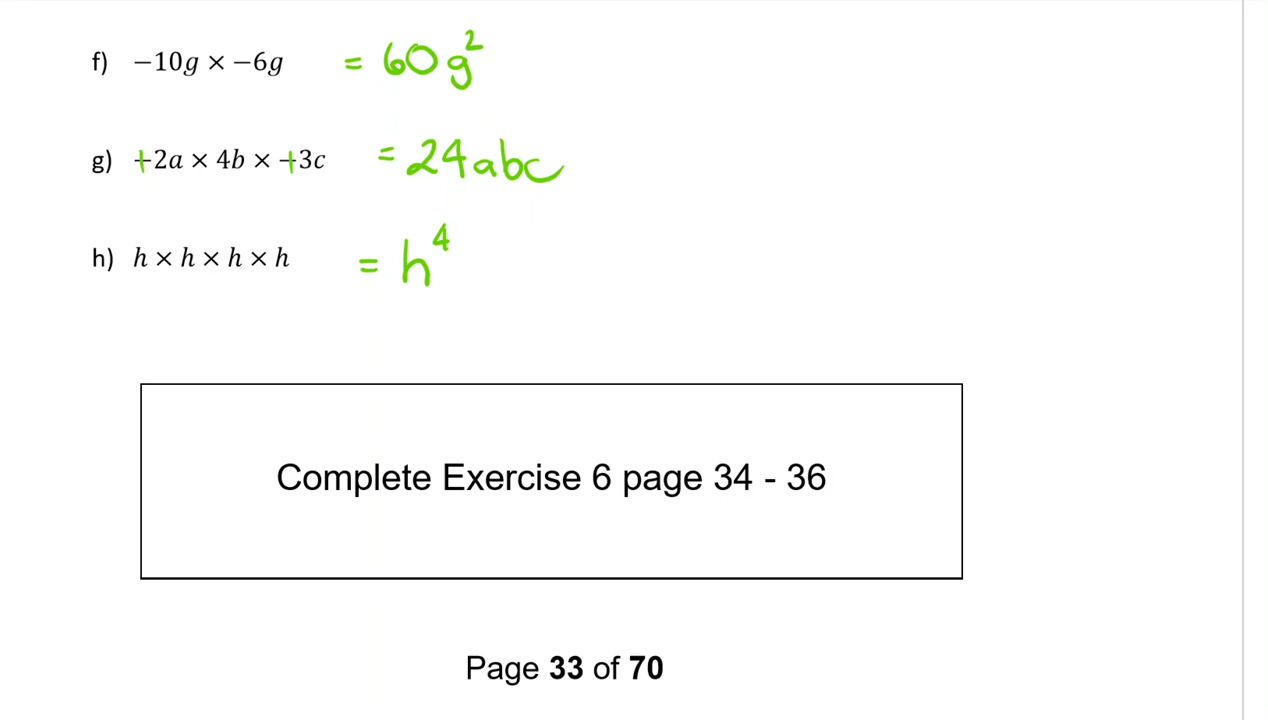 f) −10g × −6g = 60g²
g) +2a × 4b × +3c = 24abc
h) h × h × h × h = h⁴
Complete Exercise 6 page 34 - 36
Page 33 of 70